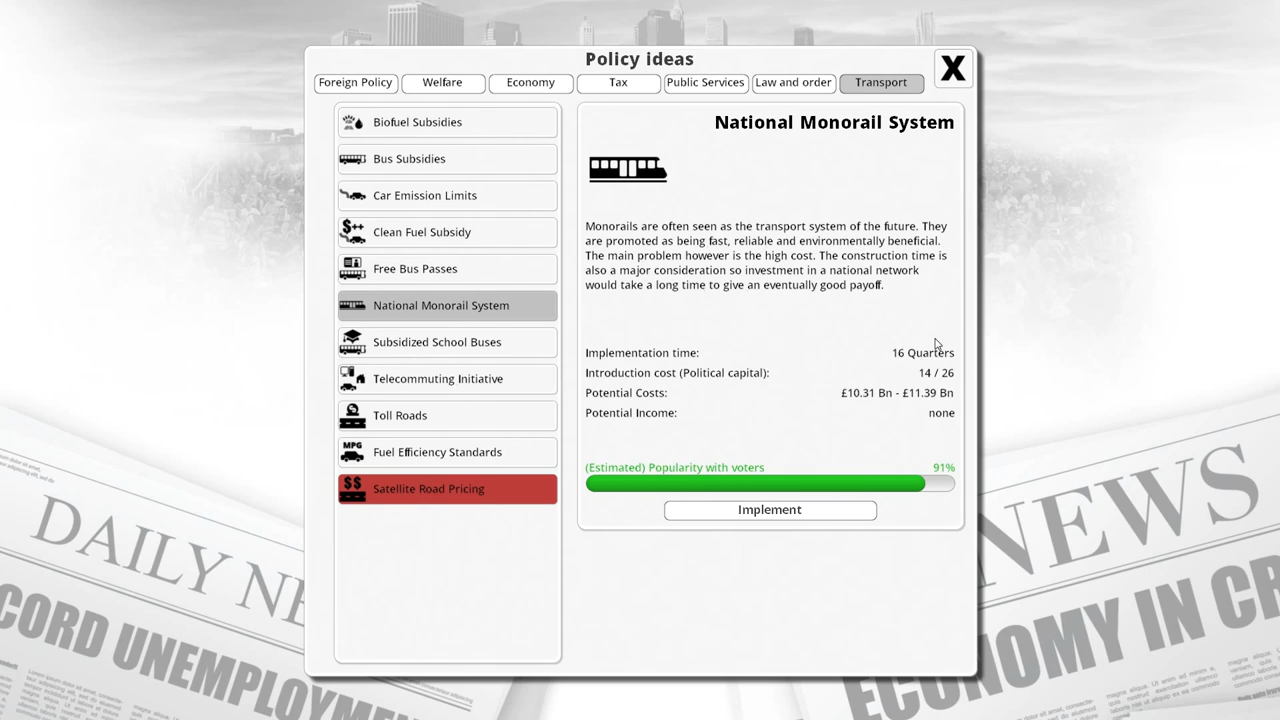 Policy ideas
X
Foreign Policy
Welfare
Economy
Tax
Public Services
Law and order
Transport
Biofuel Subsidies
Bus Subsidies
Car Emission Limits
$++
Clean Fuel Subsidy
Free Bus Passes
National Monorail System
Subsidized School Buses
Telecommuting Initiative
Toll Roads
MPG
Fuel Efficiency Standards
$$
Satellite Road Pricing
National Monorail System
Monorails are often seen as the transport system of the future. They
are promoted as being fast, reliable and environmentally beneficial.
The main problem however is the high cost. The construction time is
also a major consideration so investment in a national network
would take a long time to give an eventually good payoff.
Implementation time: 16 Quarters
Introduction cost (Political capital): 14 / 26
Potential Costs: £10.31 Bn - £11.39 Bn
Potential Income: none
(Estimated) Popularity with voters 91%
Implement
DAILY NE
CORD UNEMPLOYM
NEWS
ECONOMY IN CR